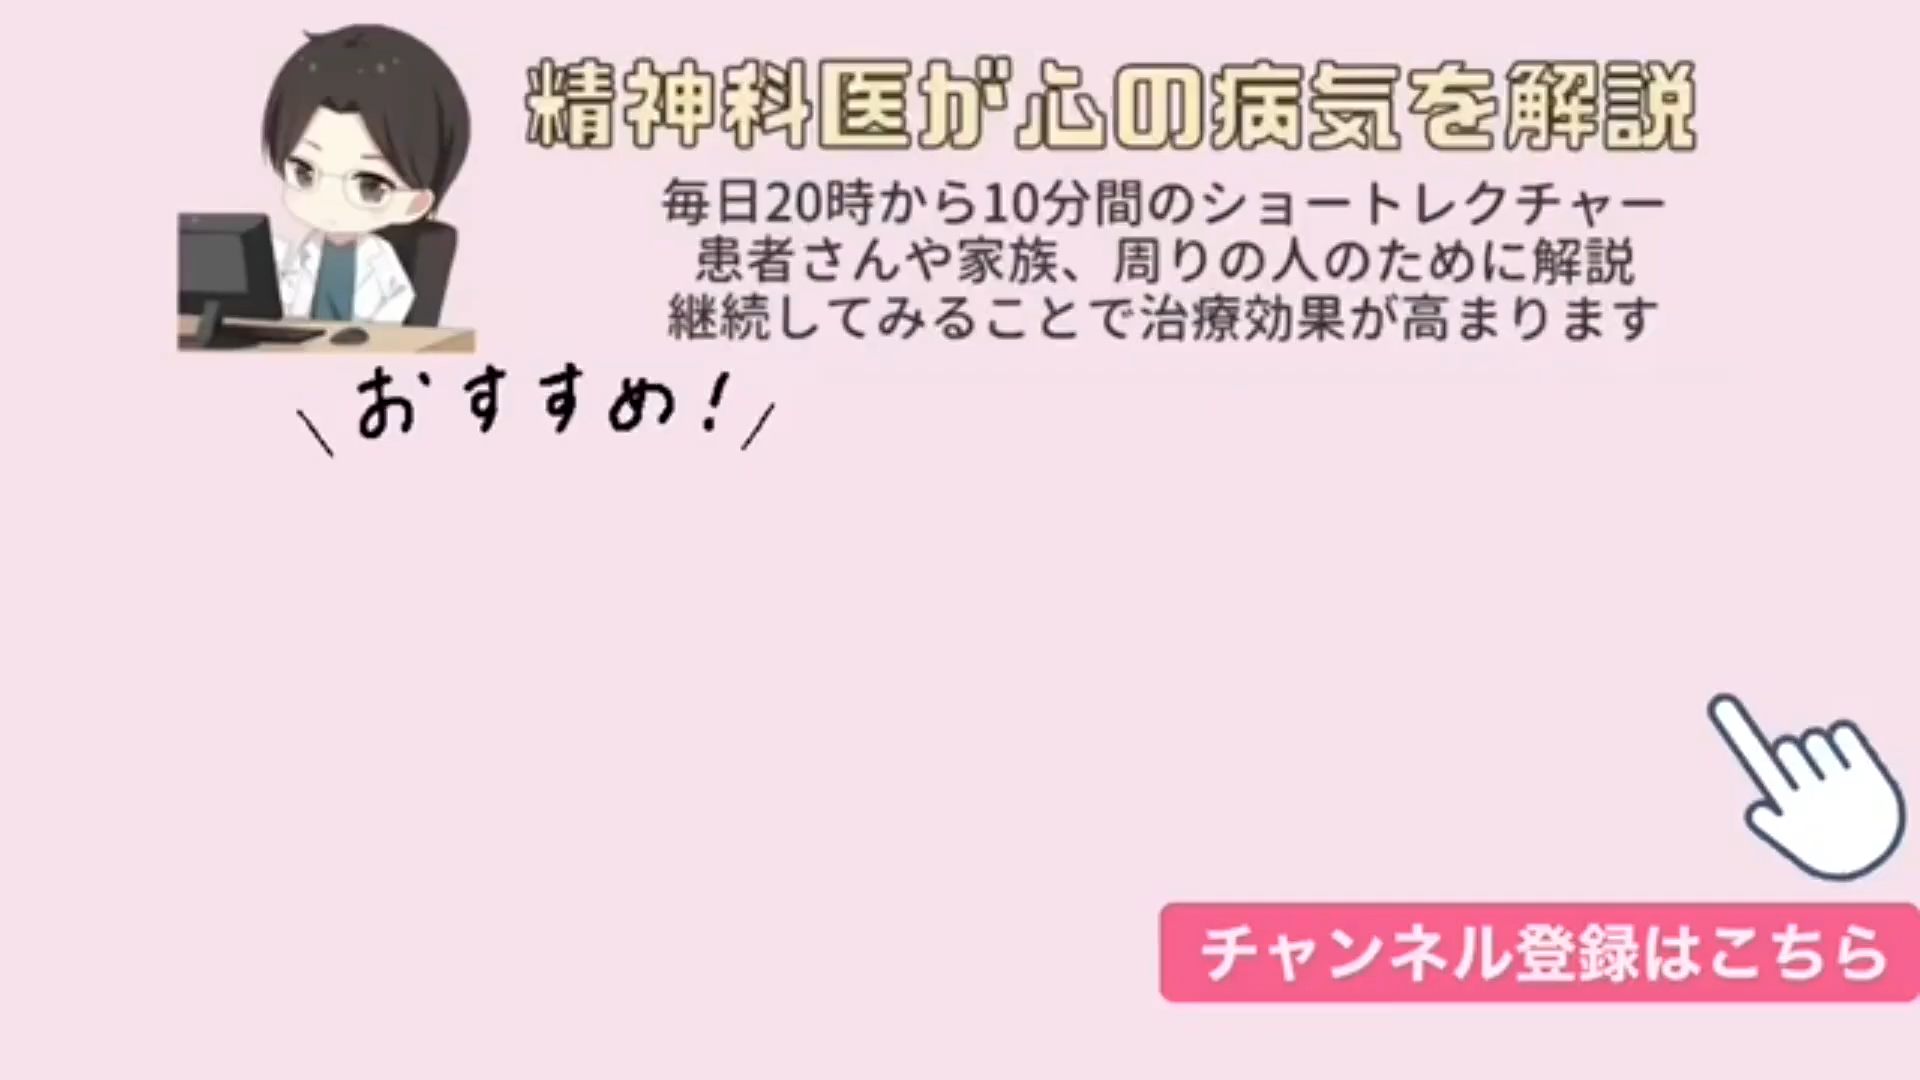 精神科医が心の病気を解説
毎日20時から10分間のショートレクチャー
患者さんや家族、周りの人のために解説
継続してみることで治療効果が高まります
おすすめ!
チャンネル登録はこちら